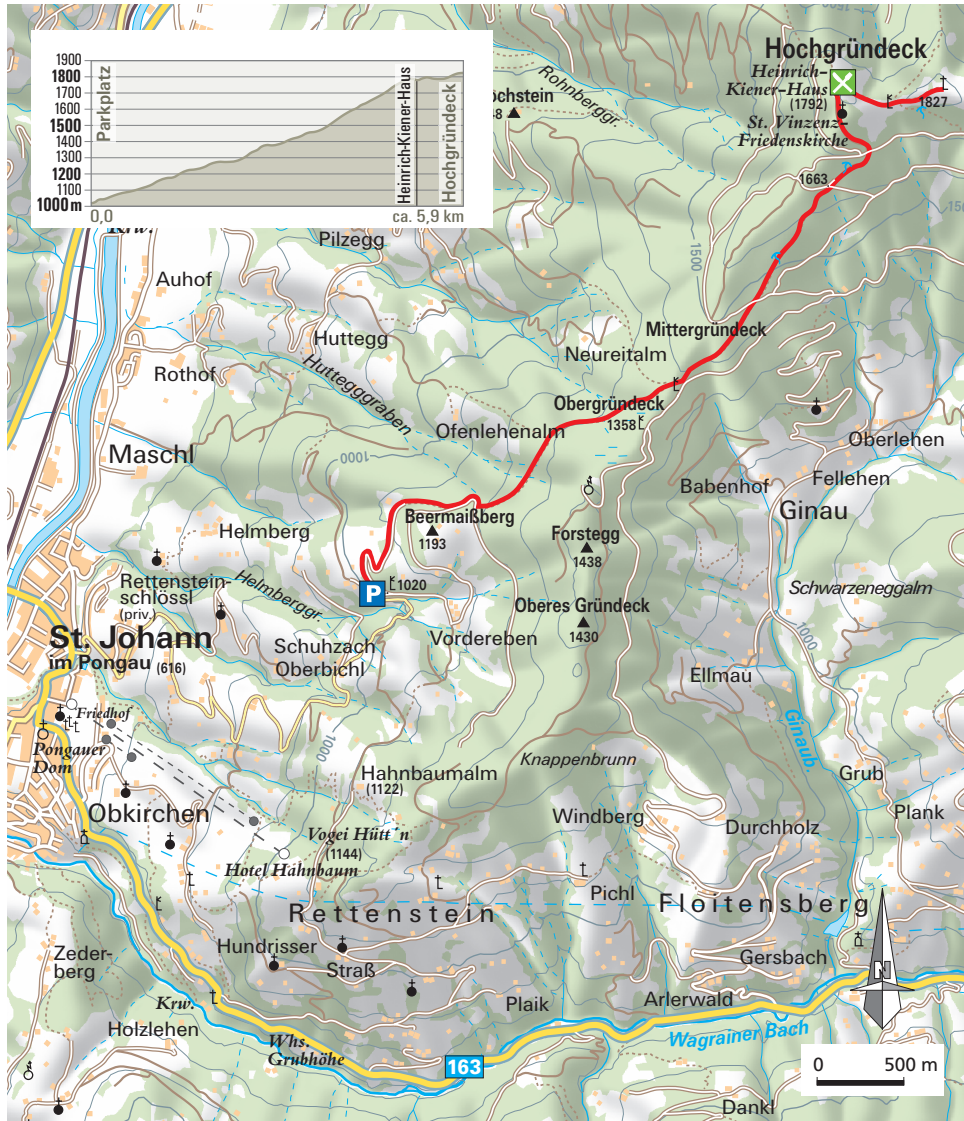 1900
1800
1700
1600
1500
1400
1300
1200
1100
1000 m
Parkplatz
Heinrich-Kiener-Haus
Hochgründeck
0,0
ca. 5,9 km
Hochgründeck
Heinrich-
Kiener-Haus
(1792)
St. Vinzenz-
Friedenskirche
1827
Rohnberggr.
1663
1500
Krw.
Pilzegg
Auhof
Huttegg
Mittergründeck
Neureitalm
Rothof
Huttegggraben
Obergründeck
1358
Ofenlehenalm
Oberlehen
Maschl
1000
Fellehen
Babenhof
Ginau
Beermaißberg
1193
Helmberg
Forstegg
1438
Rettenstein-
schlössl
(priv.)
Helmberggr.
P
1020
Schwarzeneggalm
Oberes Gründeck
1430
1000
St. Johann
im Pongau (616)
Schuhzach
Oberbichl
Vordereben
Ellmau
Friedhof
Ginaub.
Pongauer
Dom
1000
Knappenbrunn
Hahnbaumalm
(1122)
Grub
Obkirchen
Windberg
Plank
Vogei Hütt´n
(1144)
Durchholz
Hotel Hahnbaum
Pichl
Rettenstein
Floitensberg
Hundrisser
Zeder-
berg
Straß
Gersbach
N
Krw.
Plaik
Arlerwald
Holzlehen
Wagrainer Bach
Whs.
Grubhöhe
163
0 500 m
Dankl